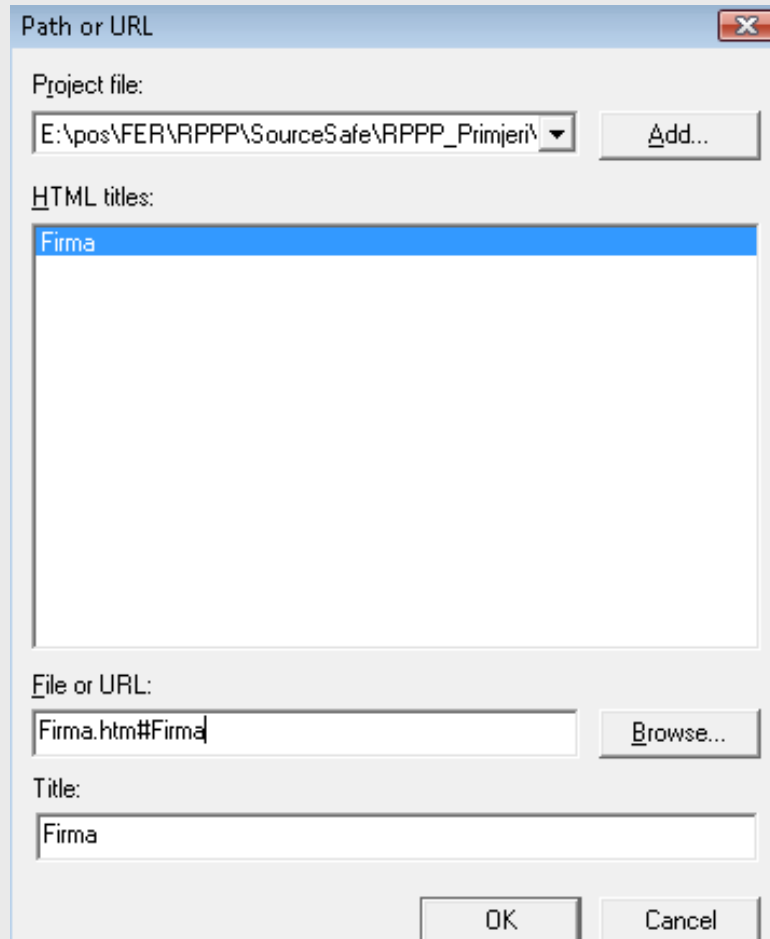 Path or URL
Project file:
E:\pos\FER\RPPP\SourceSafe\RPPP_Primjeri\
Add...
HTML titles:
Firma
File or URL:
Firma.htm#Firma
Browse...
Title:
Firma
OK
Cancel